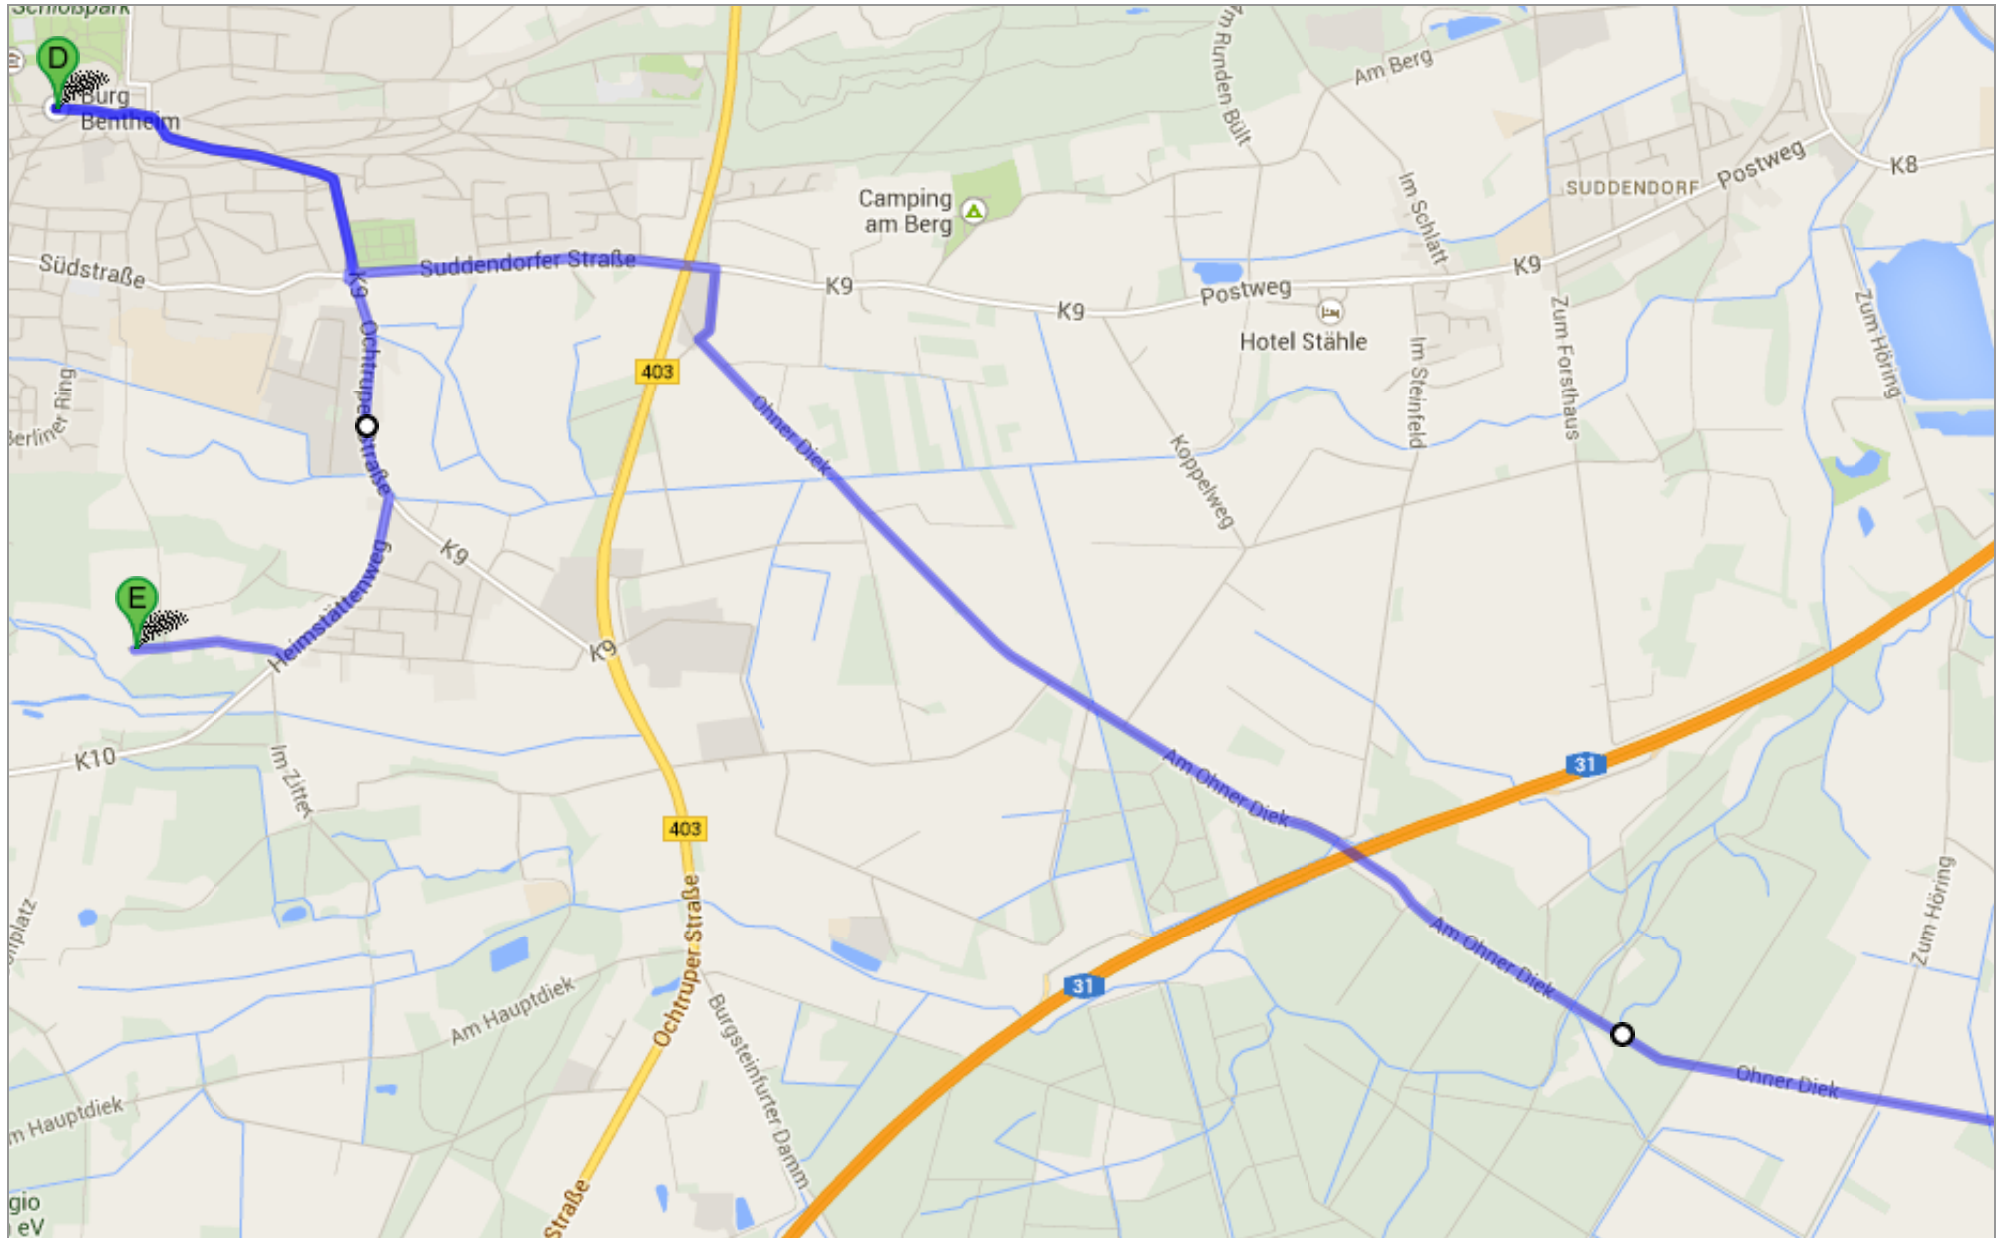 Schloßpark
D
Burg
Bentheim
Am Runden Bült
Am Berg
Postweg
K8
SUDDENDORF
Im Schlatt
Camping
am Berg
Südstraße
K9
Suddendorfer Straße
K9
K9
Postweg
K9
Hotel Stähle
Zum Forsthaus
Zum Höring
Im Steinfeld
Ochtruper Straße
403
Berliner Ring
Ohner Diek
Koppelweg
K9
Heimstättenweg
E
K9
K10
Im Zitter
Am Ohner Diek
31
403
Ochtruper Straße
Am Ohner Diek
Zum Höring
31
Am Hauptdiek
Burgsteinfurter Damm
Ohner Diek
m Hauptdiek
Straße
gio
eV